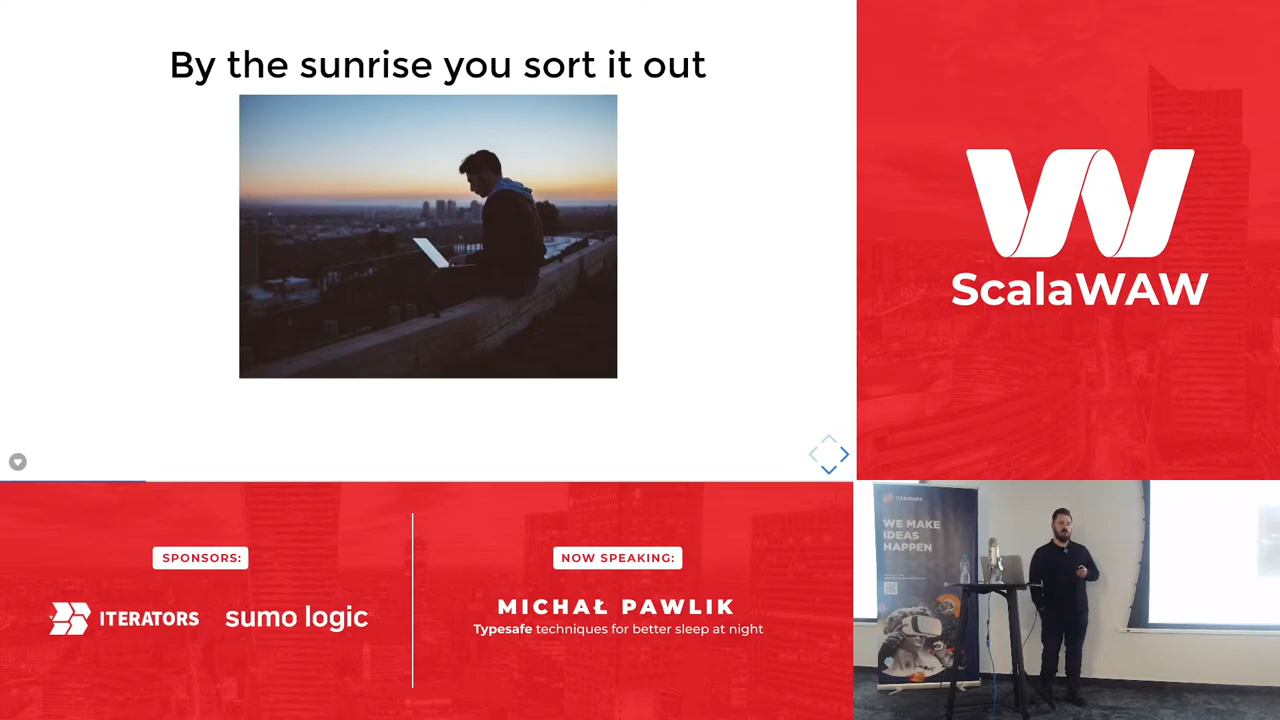 By the sunrise you sort it out
ScalaWAW
SPONSORS:
ITERATORS
sumo logic
NOW SPEAKING:
MICHAŁ PAWLIK
Typesafe techniques for better sleep at night
ITERATORS
WE MAKE
IDEAS
HAPPEN